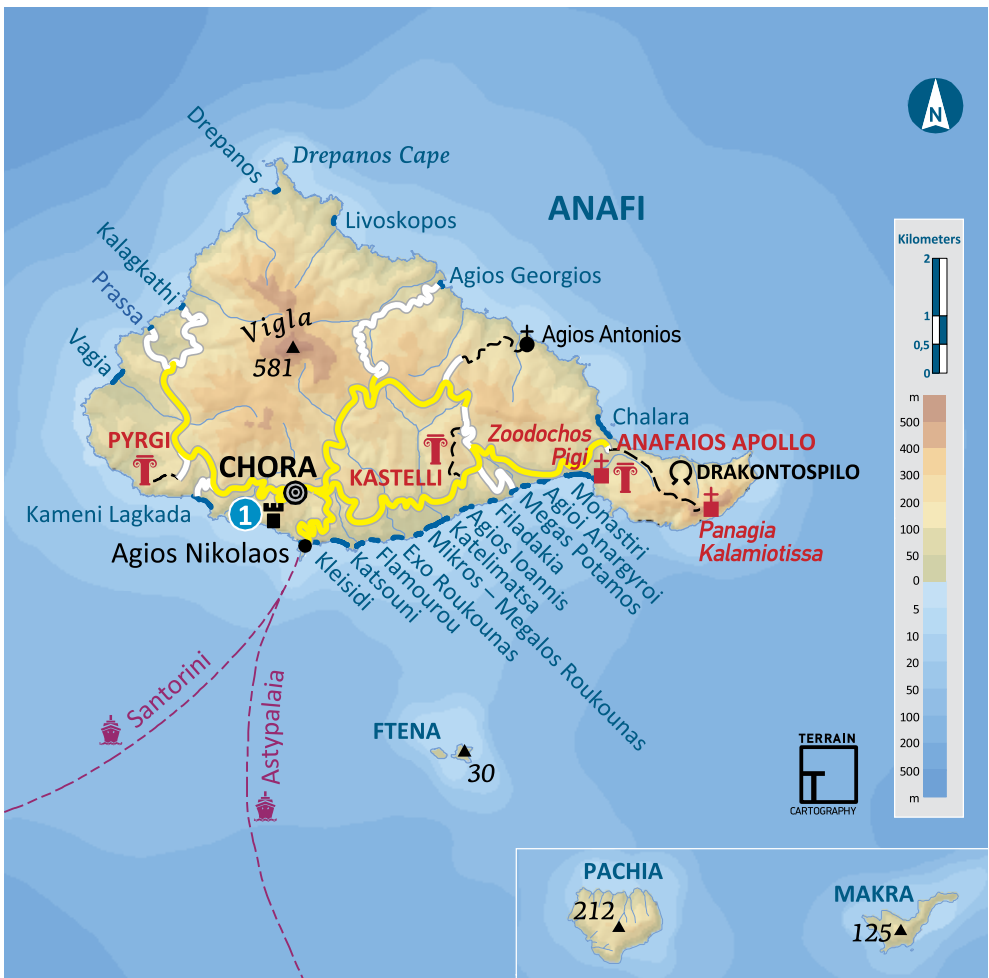 Drepanos
Drepanos Cape
N
ANAFI
Livoskopos
Kalagkathi
Agios Georgios
Kilometers
2
1
0,5
0
Prassa
Vigla
581
Agios Antonios
Vagia
m
500
400
300
200
100
50
0
5
10
20
50
100
200
500
m
Chalara
PYRGI
Zoodochos
Pigi
ANAFAIOS APOLLO
CHORA
KASTELLI
DRAKONTOSPILO
Kameni Lagkada
1
Panagia
Kalamiotissa
Agios Nikolaos
Kleisidi
Katsouni
Flamourou
Exo Roukounas
Mikros – Megalos Roukounas
Katelimatsa
Agios Ioannis
Filadakia
Megas Potamos
Agioi Anargyroi
Monastiri
Santorini
Astypalaia
FTENA
30
TERRAIN
T
CARTOGRAPHY
PACHIA
212
MAKRA
125